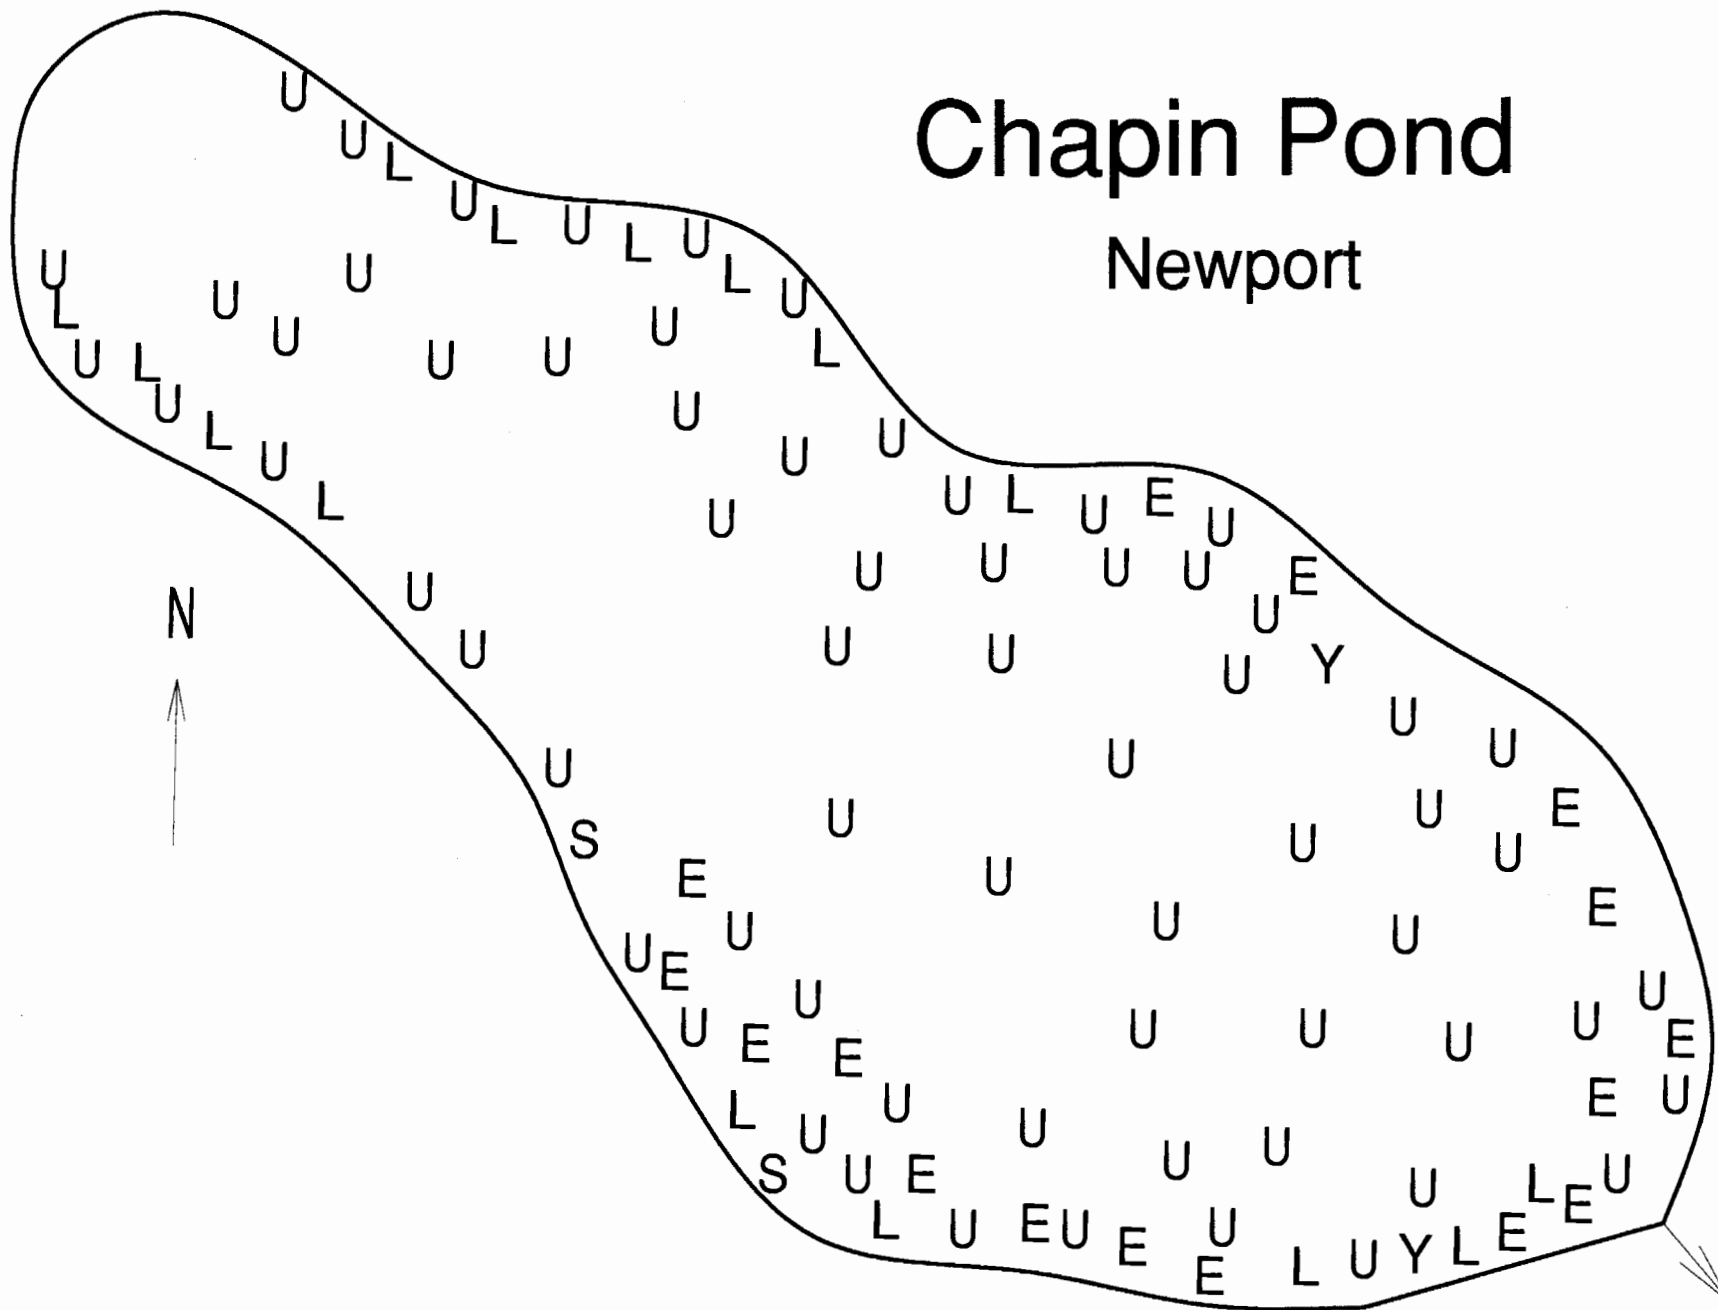 Chapin Pond
Newport
U
U L
U L U L U
U L U
U U U
L U
U L U U U L
U U
L U U U
U L
U L U E U
U
U U U U E
U U
U U U Y
U U
U U U
U U E
S U U
E U E
U U U
U E U
U U
U E E U U U U E
U E U
L U U
S U E U U U L E U
L U E U E U L U Y L E
E
N